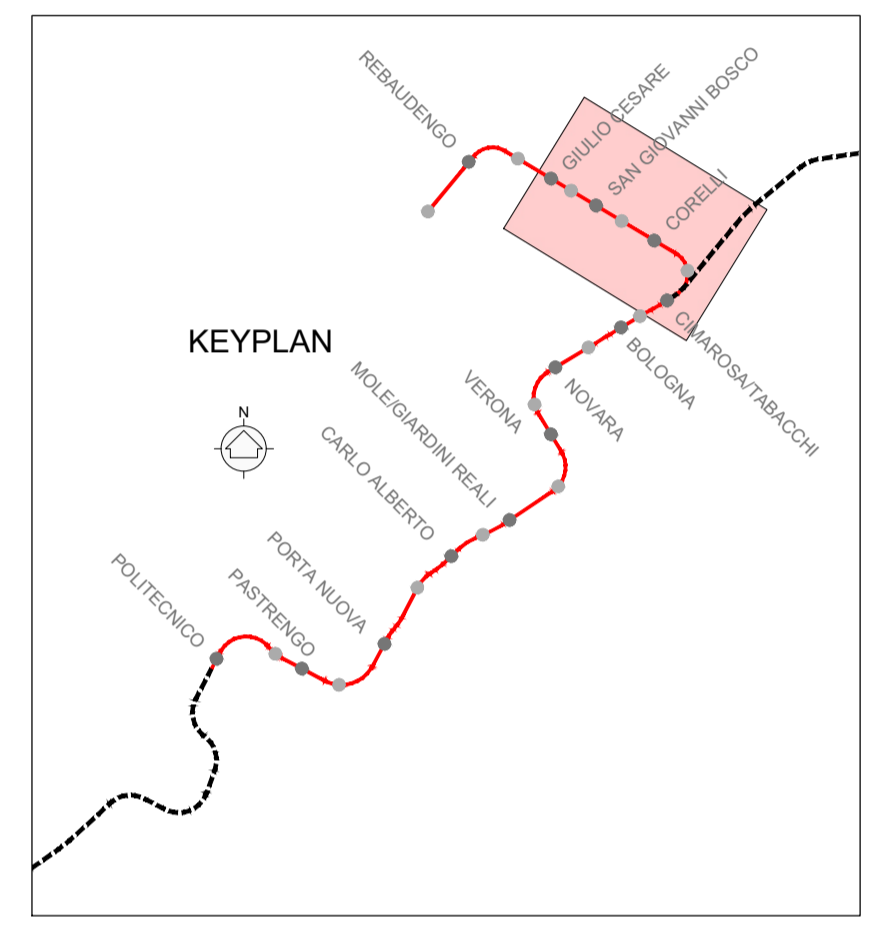 REBAUDENGO
GIULIO CESARE
SAN GIOVANNI BOSCO
CORELLI
KEYPLAN
N
CIMAROSA/TABACCHI
BOLOGNA
NOVARA
VERONA
MOLE/GIARDINI REALI
CARLO ALBERTO
PORTA NUOVA
PASTRENGO
POLITECNICO